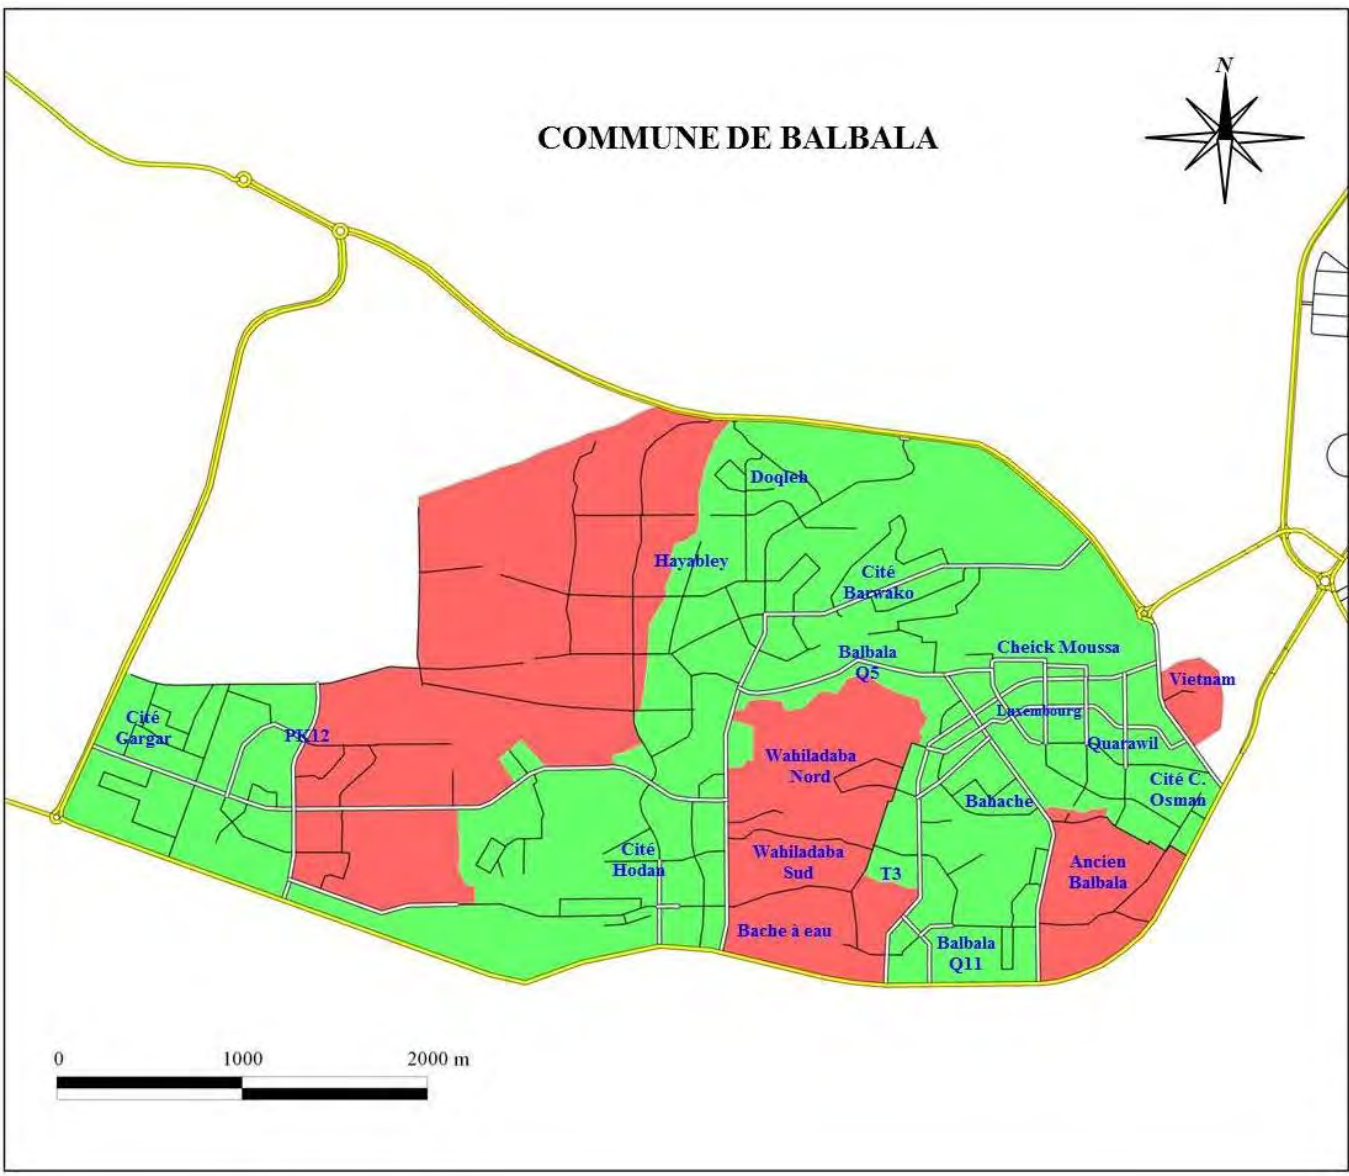 N
COMMUNE DE BALBALA
Doqleh
Hayabley
Cité
Barwako
Cheick Moussa
Balbala
Q5
Vietnam
Luxembourg
Cité
Gargar
PK12
Quarawil
Wahiladaba
Nord
Cité C.
Osman
Bahache
Cité
Hodan
Wahiladaba
Sud
T3
Ancien
Balbala
Bache à eau
Balbala
Q11
0 1000 2000 m